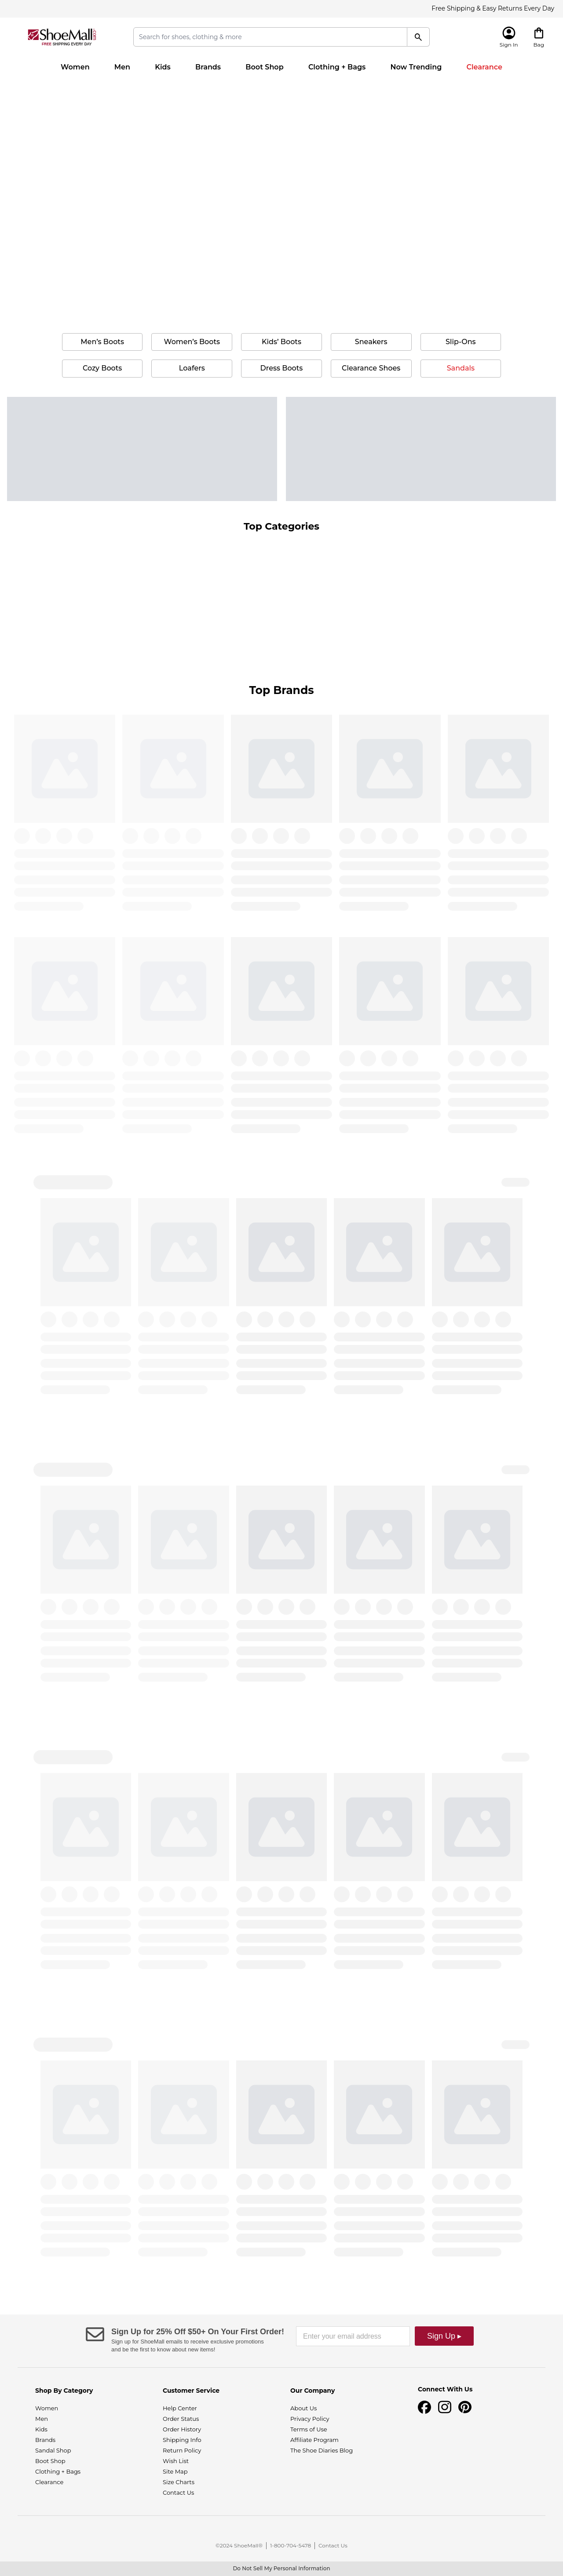 Free Shipping & Easy Returns Every Day
ShoeMall
FREE SHIPPING EVERY DAY
Search for shoes, clothing & more
Sign In
Bag
Women
Men
Kids
Brands
Boot Shop
Clothing + Bags
Now Trending
Clearance
Men's Boots
Women's Boots
Kids' Boots
Sneakers
Slip-Ons
Cozy Boots
Loafers
Dress Boots
Clearance Shoes
Sandals
Top Categories
Top Brands
Sign Up for 25% Off $50+ On Your First Order!
Sign up for ShoeMall emails to receive exclusive promotions
and be the first to know about new items!
Enter your email address
Sign Up ▸
Shop By Category
Women
Men
Kids
Brands
Sandal Shop
Boot Shop
Clothing + Bags
Clearance
Customer Service
Help Center
Order Status
Order History
Shipping Info
Return Policy
Wish List
Site Map
Size Charts
Contact Us
Our Company
About Us
Privacy Policy
Terms of Use
Affiliate Program
The Shoe Diaries Blog
Connect With Us
©2024 ShoeMall® | 1-800-704-5478 | Contact Us
Do Not Sell My Personal Information